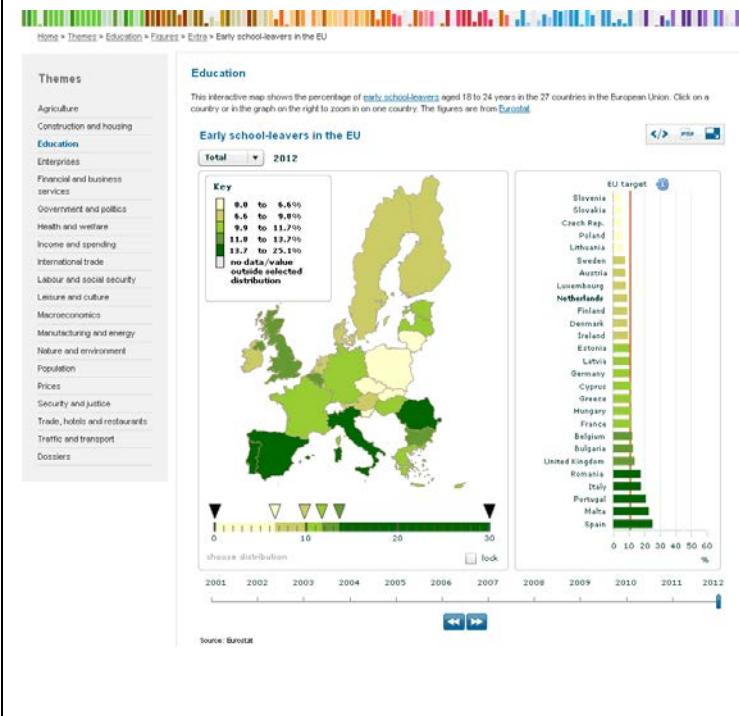 Home » Themes » Education » Figures » Extra » Early school-leavers in the EU
Themes
Agriculture
Construction and housing
Education
Enterprises
Financial and business
services
Government and politics
Health and welfare
Income and spending
International trade
Labour and social security
Leisure and culture
Macroeconomics
Manufacturing and energy
Nature and environment
Population
Prices
Security and justice
Trade, hotels and restaurants
Traffic and transport
Dossiers
Education
This interactive map shows the percentage of early school-leavers aged 18 to 24 years in the 27 countries in the European Union. Click on a
country or in the graph on the right to zoom in on one country. The figures are from Eurostat.
Early school-leavers in the EU
</>
Total 2012
Key
0.0 to 6.6%
6.6 to 9.8%
9.9 to 11.7%
11.8 to 13.7%
13.7 to 25.1%
no data/value
outside selected
distribution
0 10 20 30
choose distribution
lock
EU target
Slovenia
Slovakia
Czech Rep.
Poland
Lithuania
Sweden
Austria
Luxembourg
Netherlands
Finland
Denmark
Ireland
Estonia
Latvia
Germany
Cyprus
Greece
Hungary
France
Belgium
Bulgaria
United Kingdom
Romania
Italy
Portugal
Malta
Spain
0 10 20 30 40 50 60
%
2001 2002 2003 2004 2005 2006 2007 2008 2009 2010 2011 2012
Source: Eurostat